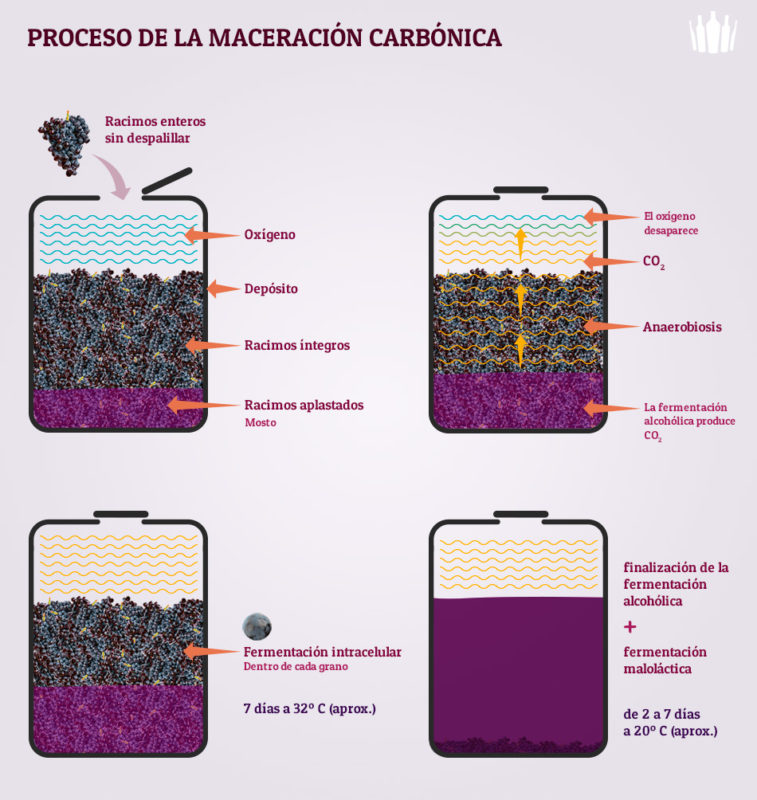 PROCESO DE LA MACERACIÓN CARBÓNICA
Racimos enteros
sin despalillar
Oxígeno
Depósito
Racimos íntegros
Racimos aplastados
Mosto
El oxígeno
desaparece
CO₂
Anaerobiosis
La fermentación
alcohólica produce
CO₂
Fermentación intracelular
Dentro de cada grano
7 días a 32º C (aprox.)
finalización de la
fermentación
alcohólica
+
fermentación
maloláctica
de 2 a 7 días
a 20º C (aprox.)